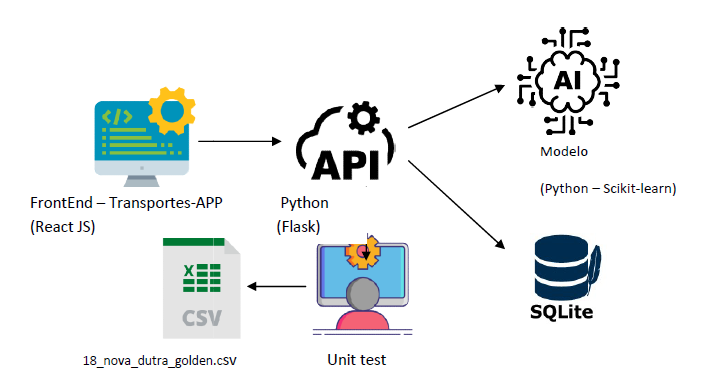 AI
</>
API
Modelo
(Python – Scikit-learn)
FrontEnd – Transportes-APP
(React JS)
Python
(Flask)
X
CSV
SQLite
18_nova_dutra_golden.csv
Unit test